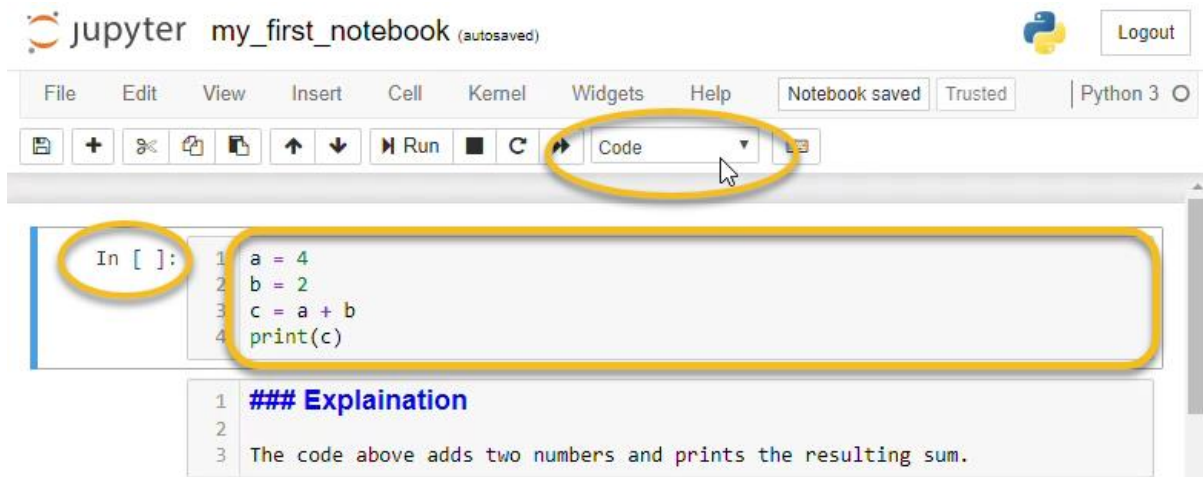 jupyter my_first_notebook (autosaved) Logout
File Edit View Insert Cell Kernel Widgets Help Notebook saved Trusted Python 3
Run Code
In [ ]: 1 a = 4
2 b = 2
3 c = a + b
4 print(c)
1 ### Explaination
2
3 The code above adds two numbers and prints the resulting sum.